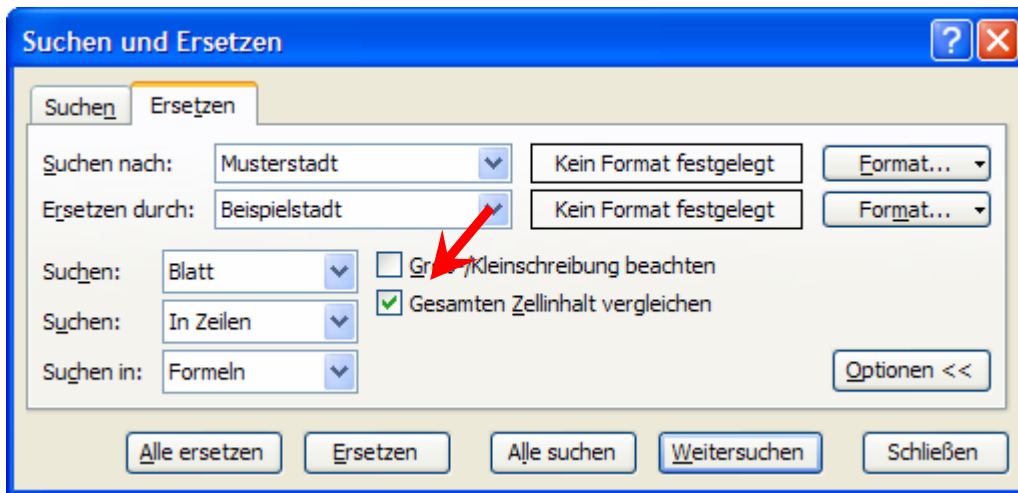 Suchen und Ersetzen
Suchen Ersetzen
Suchen nach: Musterstadt Kein Format festgelegt Format...
Ersetzen durch: Beispielstadt Kein Format festgelegt Format...
Suchen: Blatt /Kleinschreibung beachten
Gesamten Zellinhalt vergleichen
Suchen: In Zeilen
Suchen in: Formeln Optionen <<
Alle ersetzen Ersetzen Alle suchen Weitersuchen Schließen